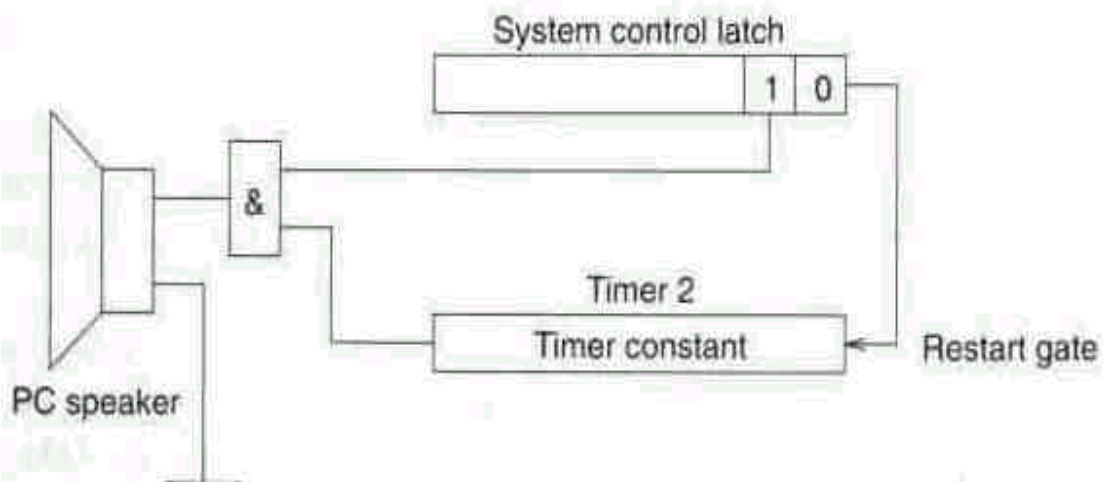 System control latch
1 0
&
Timer 2
Timer constant
Restart gate
PC speaker